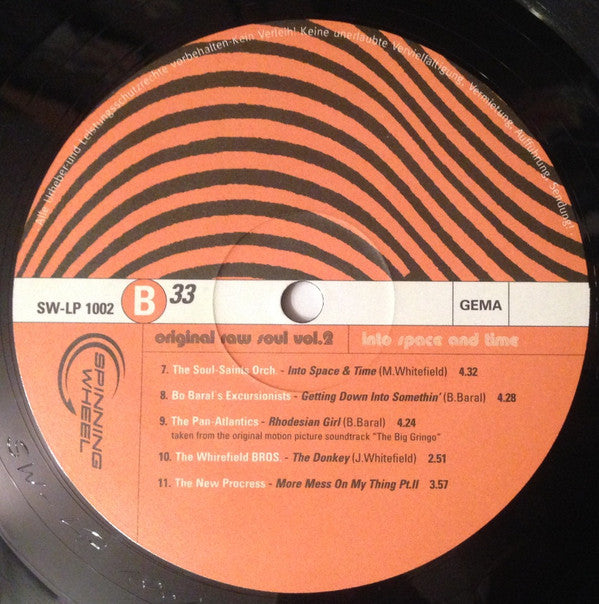 Alle Urheber und Leistungsschutzrechte vorbehalten·Kein Verleih! Keine unerlaubte Vervielfältigung, Vermietung, Aufführung, Sendung!
SW-LP 1002 B 33 GEMA
original raw soul vol.2 into space and time
SPINNING
WHEEL
7. The Soul-Saints Orch. - Into Space & Time (M.Whitefield) 4.32
8. Bo Baral´s Excursionists - Getting Down Into Somethin' (B.Baral) 4.28
9. The Pan-Atlantics - Rhodesian Girl (B.Baral) 4.24
taken from the original motion picture soundtrack "The Big Gringo"
10. The Whirefield BROS. - The Donkey (J.Whitefield) 2.51
11. The New Procress - More Mess On My Thing Pt.II 3.57